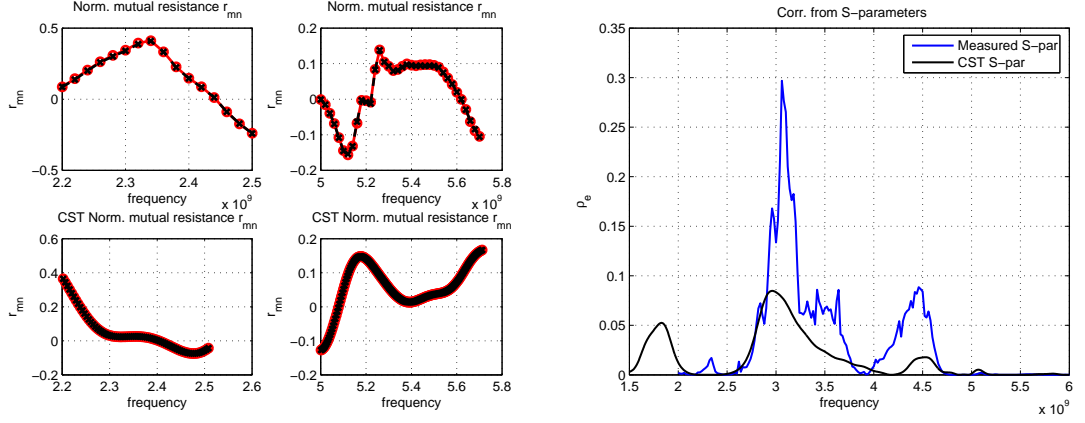 Norm. mutual resistance r_mn
0.5
0
−0.5
r_mn
2.2 2.3 2.4 2.5
frequency
x 10^9
Norm. mutual resistance r_mn
0.2
0.1
0
−0.1
−0.2
r_mn
5 5.2 5.4 5.6 5.8
frequency
x 10^9
CST Norm. mutual resistance r_mn
0.6
0.4
0.2
0
−0.2
r_mn
2.2 2.3 2.4 2.5 2.6
frequency
x 10^9
CST Norm. mutual resistance r_mn
0.2
0.1
0
−0.1
−0.2
r_mn
5 5.2 5.4 5.6 5.8
frequency
x 10^9
Corr. from S−parameters
Measured S−par
CST S−par
0.35
0.3
0.25
0.2
0.15
0.1
0.05
0
ρ_e
1.5 2 2.5 3 3.5 4 4.5 5 5.5 6
frequency
x 10^9